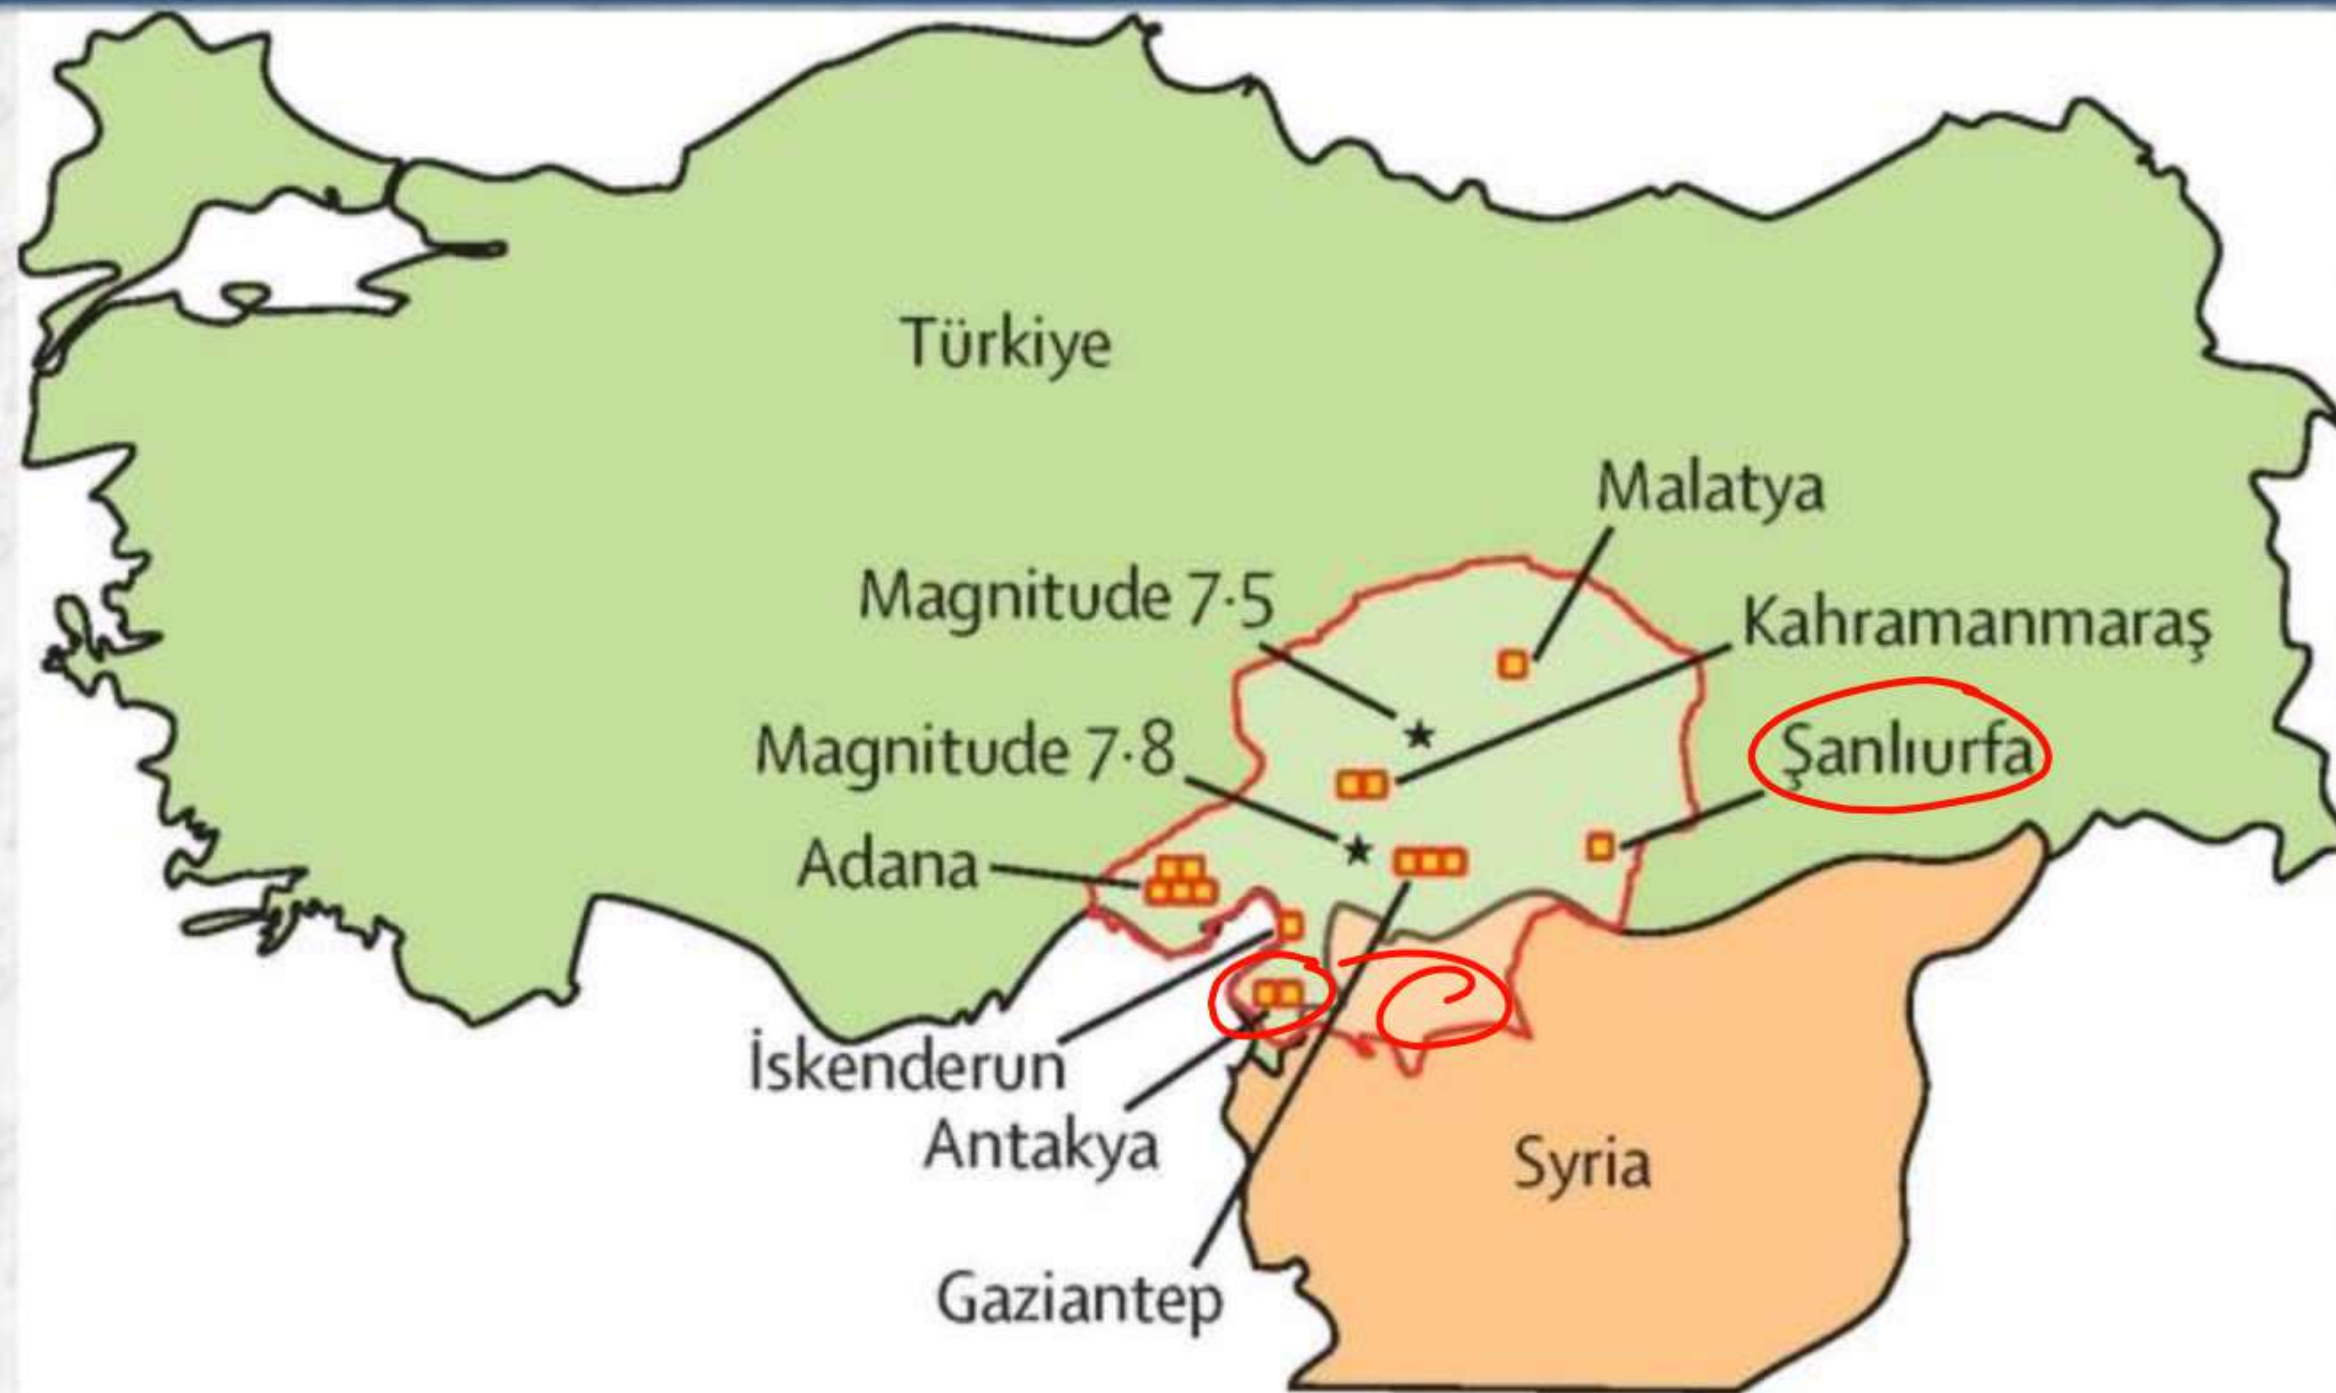 Türkiye
Malatya
Magnitude 7·5
Kahramanmaraş
Magnitude 7·8
Şanlıurfa
Adana
İskenderun
Antakya
Syria
Gaziantep